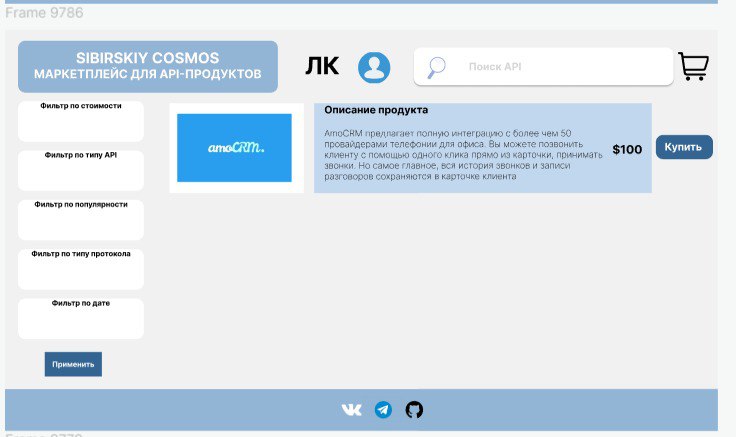 Frame 9786
SIBIRSKIY COSMOS
МАРКЕТПЛЕЙС ДЛЯ API-ПРОДУКТОВ
ЛК
Поиск API
Фильтр по стоимости
Фильтр по типу API
Фильтр по популярности
Фильтр по типу протокола
Фильтр по дате
Применить
amoCRM.
Описание продукта
AmoCRM предлагает полную интеграцию с более чем 50
провайдерами телефонии для офиса. Вы можете позвонить
клиенту с помощью одного клика прямо из карточки, принимать
звонки. Но самое главное, вся история звонков и записи
разговоров сохраняются в карточке клиента
$100
Купить